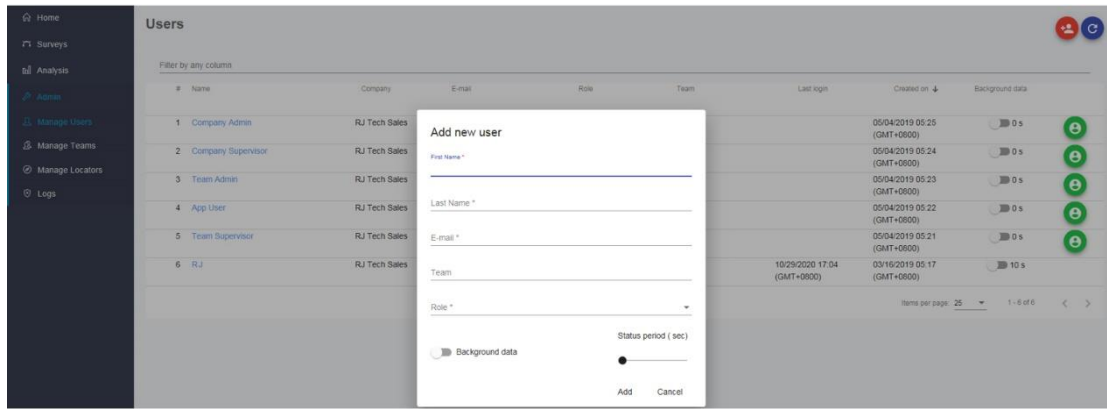 Home
Surveys
Analysis
Admin
Manage Users
Manage Teams
Manage Locators
Logs
Users
Filter by any column
# Name Company E-mail Role Team Last login Created on Background data
1 Company Admin RJ Tech Sales 05/04/2019 05:25 (GMT+0800) 0 s
2 Company Supervisor RJ Tech Sales 05/04/2019 05:24 (GMT+0800) 0 s
3 Team Admin RJ Tech Sales 05/04/2019 05:23 (GMT+0800) 0 s
4 App User RJ Tech Sales 05/04/2019 05:22 (GMT+0800) 0 s
5 Team Supervisor RJ Tech Sales 05/04/2019 05:21 (GMT+0800) 0 s
6 RJ RJ Tech Sales 10/29/2020 17:04 (GMT+0800) 03/16/2019 05:17 (GMT+0800) 10 s
Items per page: 25 1 - 6 of 6
Add new user
First Name *
Last Name *
E-mail *
Team
Role *
Status period ( sec)
Background data
Add Cancel